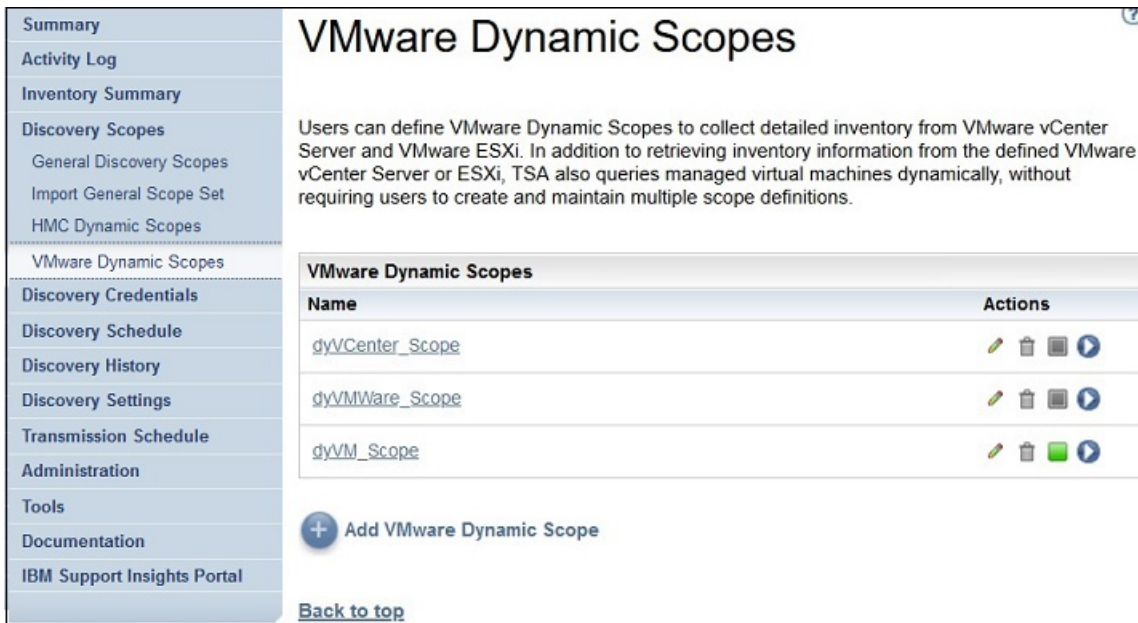 Summary
Activity Log
Inventory Summary
Discovery Scopes
General Discovery Scopes
Import General Scope Set
HMC Dynamic Scopes
VMware Dynamic Scopes
Discovery Credentials
Discovery Schedule
Discovery History
Discovery Settings
Transmission Schedule
Administration
Tools
Documentation
IBM Support Insights Portal
VMware Dynamic Scopes
?
Users can define VMware Dynamic Scopes to collect detailed inventory from VMware vCenter
Server and VMware ESXi. In addition to retrieving inventory information from the defined VMware
vCenter Server or ESXi, TSA also queries managed virtual machines dynamically, without
requiring users to create and maintain multiple scope definitions.
VMware Dynamic Scopes
Name Actions
dyVCenter_Scope
dyVMWare_Scope
dyVM_Scope
Add VMware Dynamic Scope
Back to top